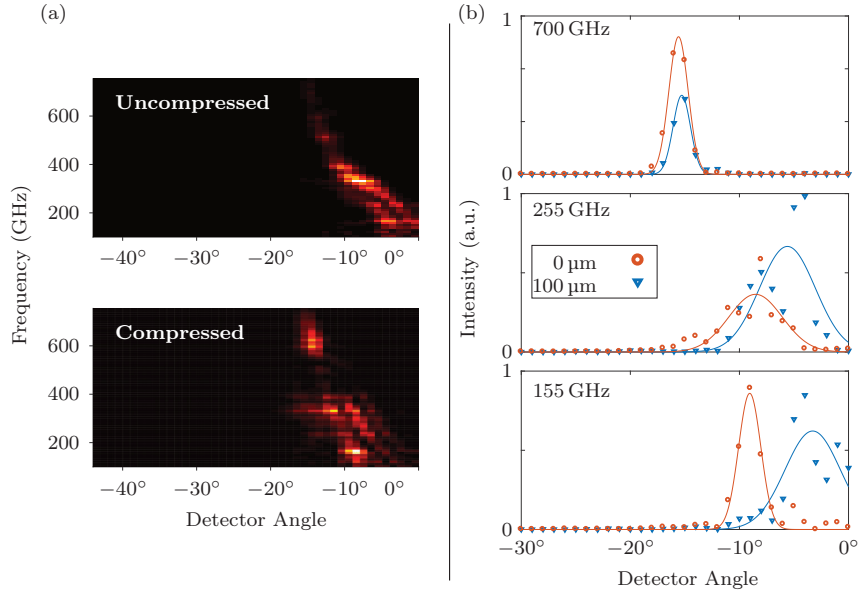 (a)
Uncompressed
600
400
200
−40° −30° −20° −10° 0°
Compressed
600
400
200
−40° −30° −20° −10° 0°
Detector Angle
Frequency (GHz)
(b)
1
700 GHz
0
1
255 GHz
0 µm
100 µm
0
1
155 GHz
0
−30° −20° −10° 0°
Detector Angle
Intensity (a.u.)